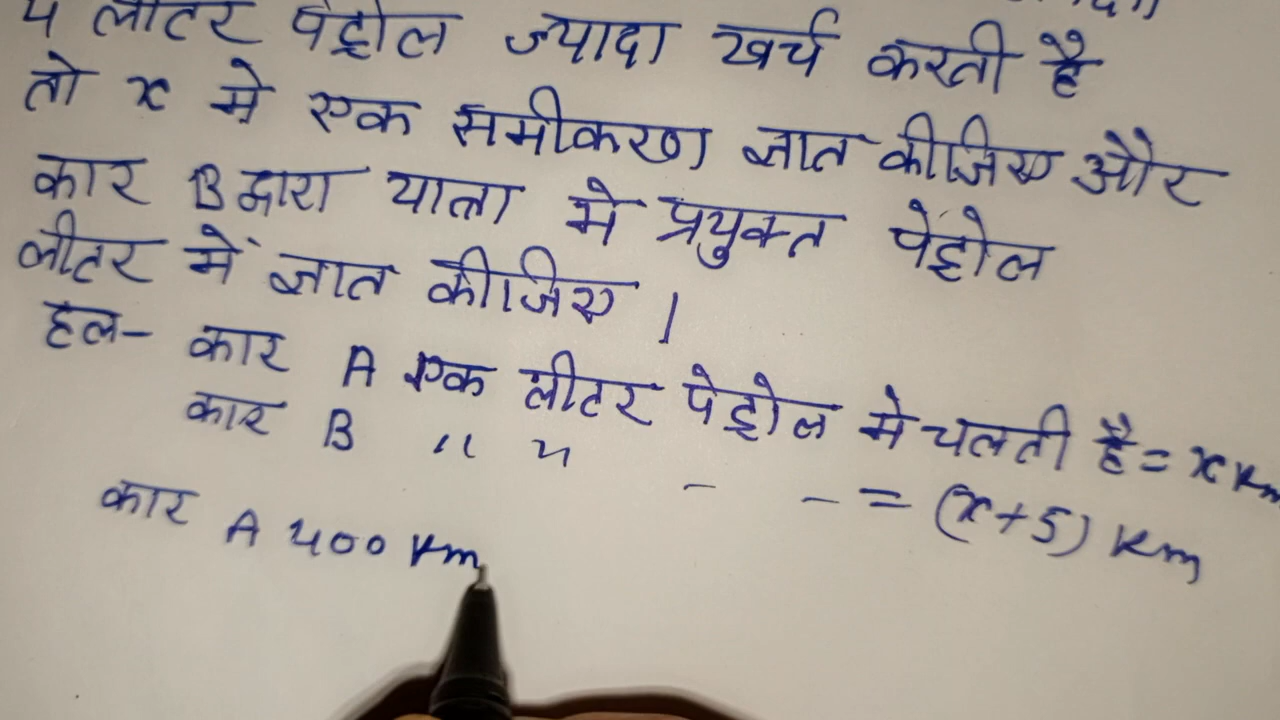 4 लीटर पेट्रोल ज्यादा खर्च करती है
तो x मे एक समीकरण ज्ञात कीजिए और
कार B द्वारा यात्रा मे प्रयुक्त पेट्रोल
लीटर में ज्ञात कीजिए ।
हल- कार A एक लीटर पेट्रोल मे चलती है = x km
कार B " " - - = (x+5) km
कार A 400 km